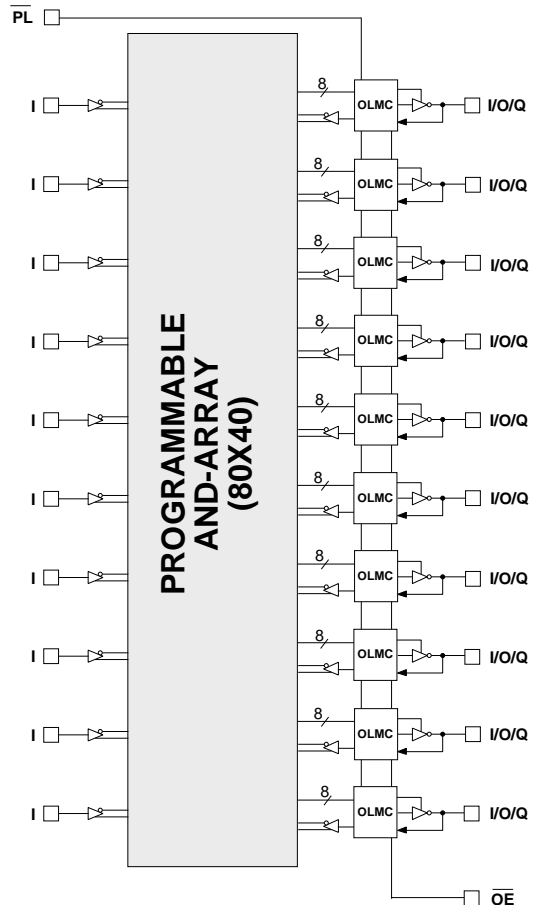 PL
8
I OLMC I/O/Q
8
I OLMC I/O/Q
8
I OLMC I/O/Q
8
I OLMC I/O/Q
8
I OLMC I/O/Q
8
I OLMC I/O/Q
8
I OLMC I/O/Q
8
I OLMC I/O/Q
8
I OLMC I/O/Q
8
I OLMC I/O/Q
PROGRAMMABLE
AND-ARRAY
(80X40)
OE